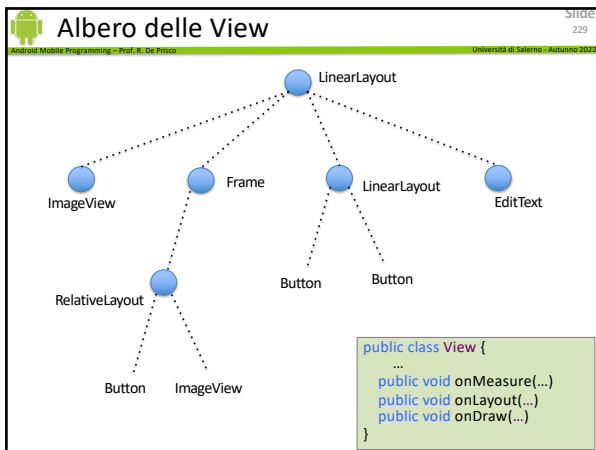 Albero delle View
Slide
229
Android Mobile Programming – Prof. R. De Prisco
Università di Salerno - Autunno 2022
LinearLayout
ImageView
Frame
LinearLayout
EditText
RelativeLayout
Button
Button
Button
ImageView
public class View {
…
public void onMeasure(…)
public void onLayout(…)
public void onDraw(…)
}